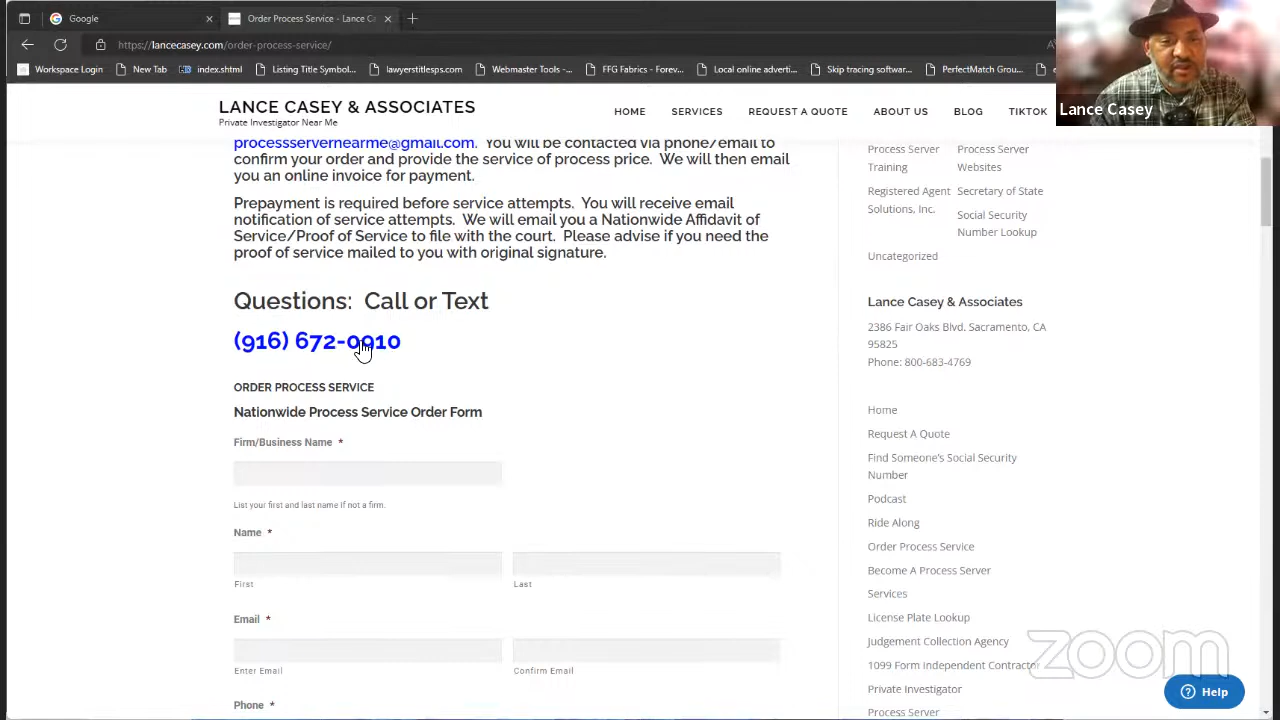 Google
Order Process Service - Lance Ca
https://lancecasey.com/order-process-service/
Workspace Login
New Tab
index.shtml
Listing Title Symbol...
lawyerstitlesps.com
Webmaster Tools -...
FFG Fabrics - Forev...
Local online adverti...
Skip tracing softwar...
PerfectMatch Grou...
Lance Casey
LANCE CASEY & ASSOCIATES
Private Investigator Near Me
HOME
SERVICES
REQUEST A QUOTE
ABOUT US
BLOG
TIKTOK
processservernearme@gmail.com. You will be contacted via phone/email to
confirm your order and provide the service of process price. We will then email
you an online invoice for payment.
Prepayment is required before service attempts. You will receive email
notification of service attempts. We will email you a Nationwide Affidavit of
Service/Proof of Service to file with the court. Please advise if you need the
proof of service mailed to you with original signature.
Questions: Call or Text
(916) 672-0910
ORDER PROCESS SERVICE
Nationwide Process Service Order Form
Firm/Business Name *
List your first and last name if not a firm.
Name *
First
Last
Email *
Enter Email
Confirm Email
Phone *
Process Server
Training
Process Server
Websites
Registered Agent
Solutions, Inc.
Secretary of State
Social Security
Number Lookup
Uncategorized
Lance Casey & Associates
2386 Fair Oaks Blvd. Sacramento, CA
95825
Phone: 800-683-4769
Home
Request A Quote
Find Someone's Social Security
Number
Podcast
Ride Along
Order Process Service
Become A Process Server
Services
License Plate Lookup
Judgement Collection Agency
1099 Form Independent Contractor
Private Investigator
Process Server
zoom
Help